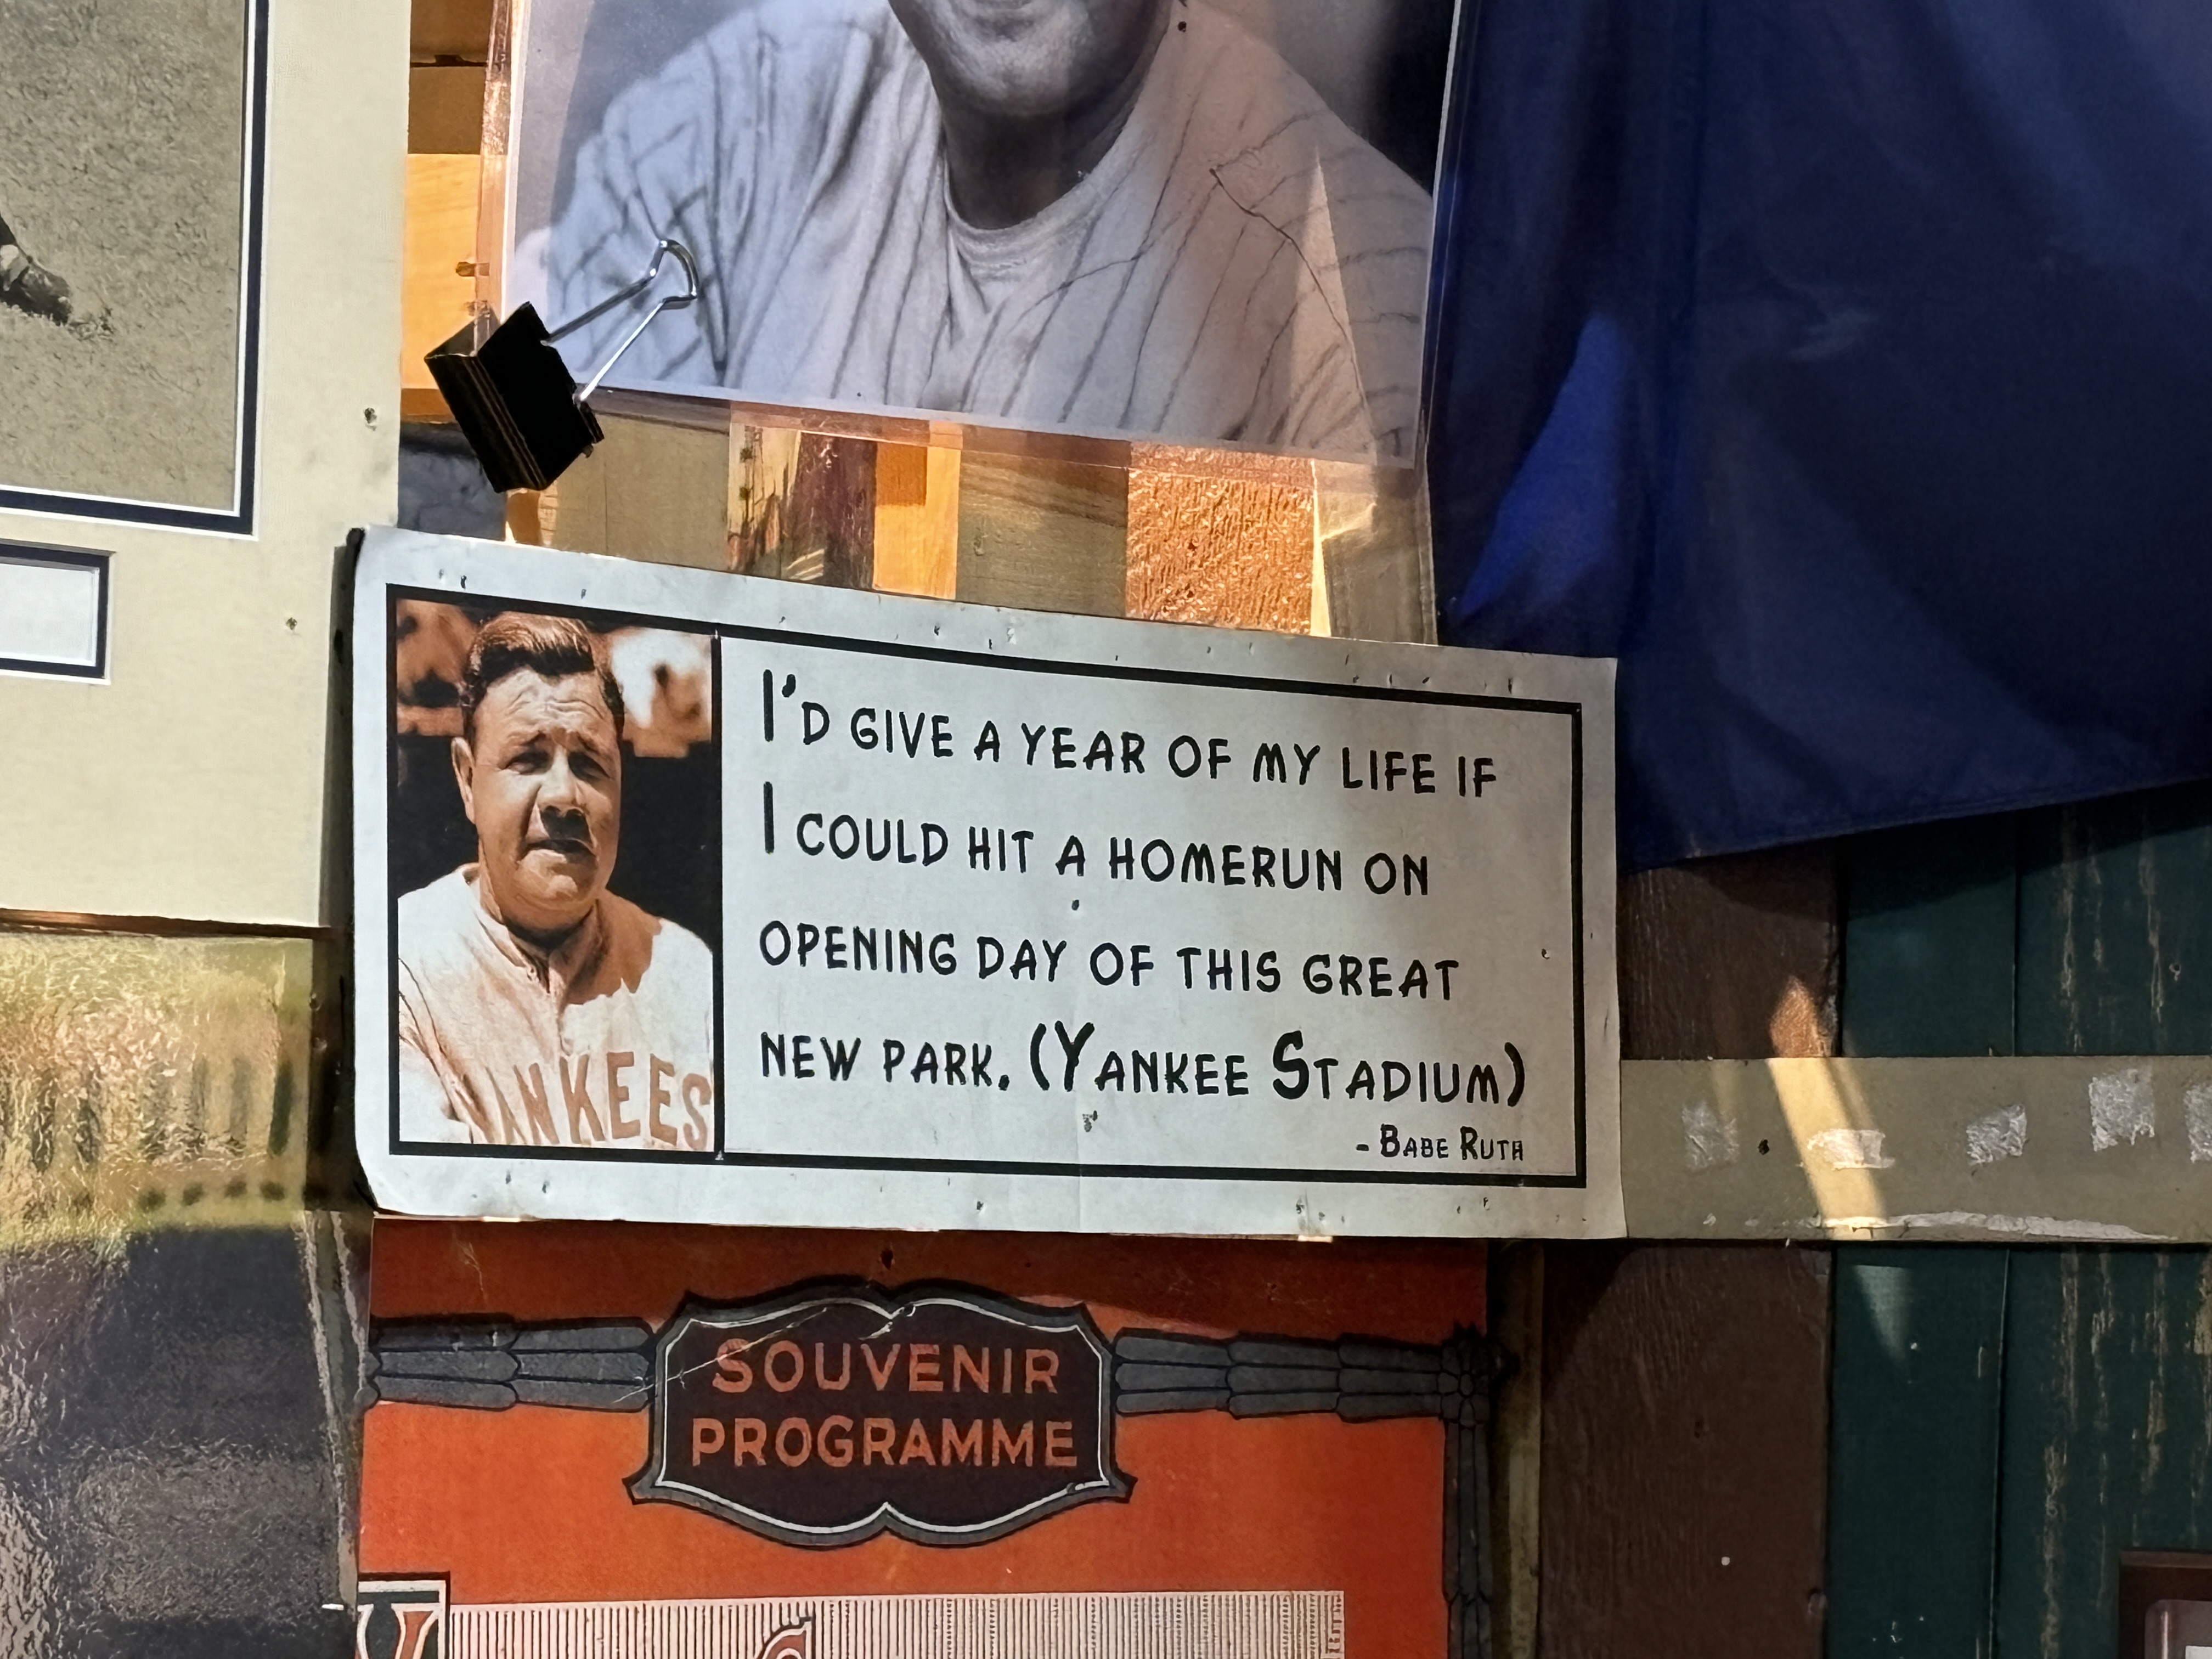 I'D GIVE A YEAR OF MY LIFE IF
I COULD HIT A HOMERUN ON
OPENING DAY OF THIS GREAT
NEW PARK. (YANKEE STADIUM)
- BABE RUTH
YANKEES
SOUVENIR
PROGRAMME